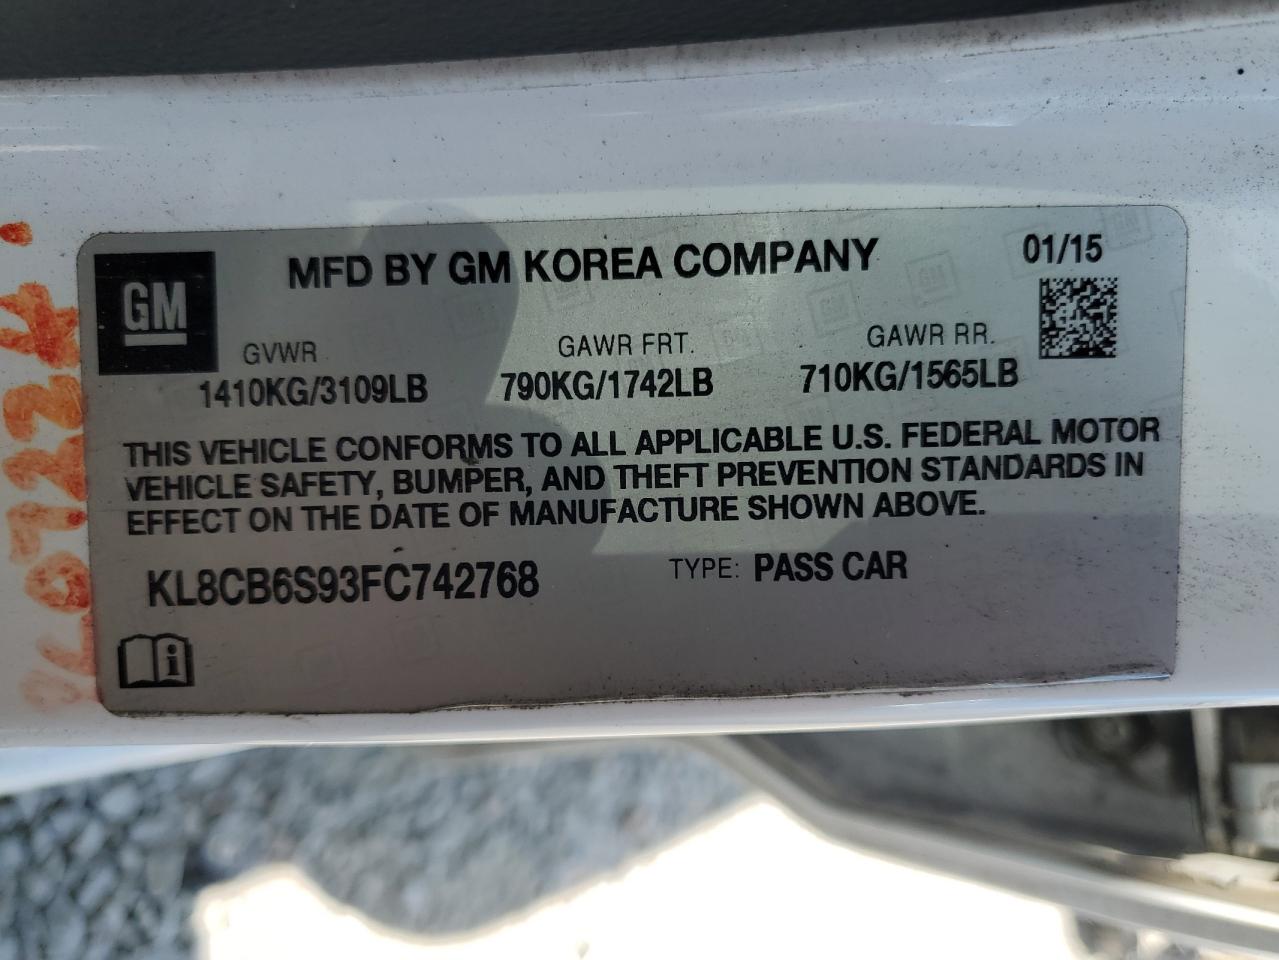 GM
MFD BY GM KOREA COMPANY
01/15
GVWR
GAWR FRT.
GAWR RR.
1410KG/3109LB
790KG/1742LB
710KG/1565LB
THIS VEHICLE CONFORMS TO ALL APPLICABLE U.S. FEDERAL MOTOR
VEHICLE SAFETY, BUMPER, AND THEFT PREVENTION STANDARDS IN
EFFECT ON THE DATE OF MANUFACTURE SHOWN ABOVE.
KL8CB6S93FC742768
TYPE: PASS CAR
i